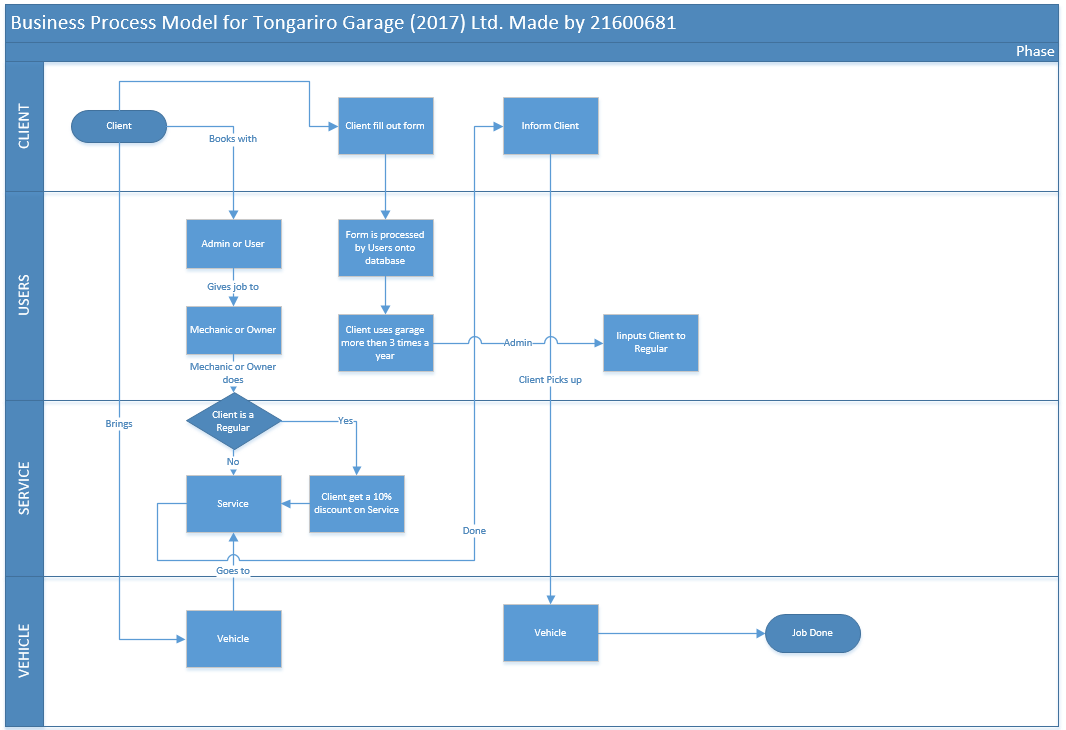 Business Process Model for Tongariro Garage (2017) Ltd. Made by 21600681
Phase
CLIENT
Client
Books with
Client fill out form
Inform Client
USERS
Admin or User
Gives job to
Mechanic or Owner
Mechanic or Owner
does
Form is processed
by Users onto
database
Client uses garage
more then 3 times a
year
Admin
Iinputs Client to
Regular
Client Picks up
SERVICE
Brings
Client is a
Regular
Yes
No
Service
Client get a 10%
discount on Service
Done
Goes to
VEHICLE
Vehicle
Vehicle
Job Done